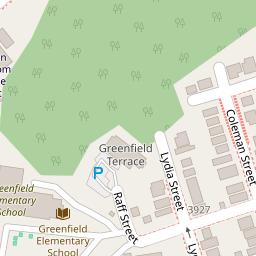 Greenfield
Terrace
Lydia Street
Coleman Street
P
Raff Street
3927
Greenfield
Elementary
School
Greenfield
Elementary
School